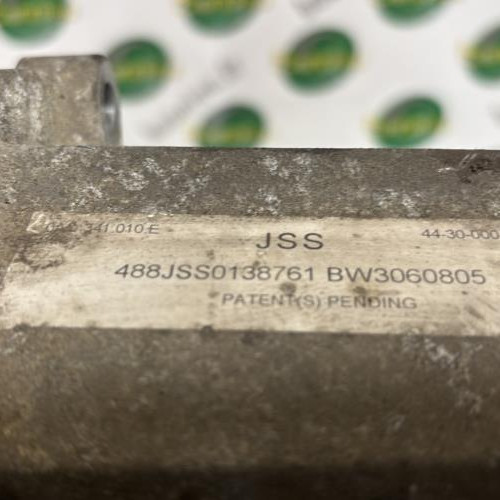 341 010 E
JSS
44-30-000
488JSS0138761 BW3060805
PATENT(S) PENDING